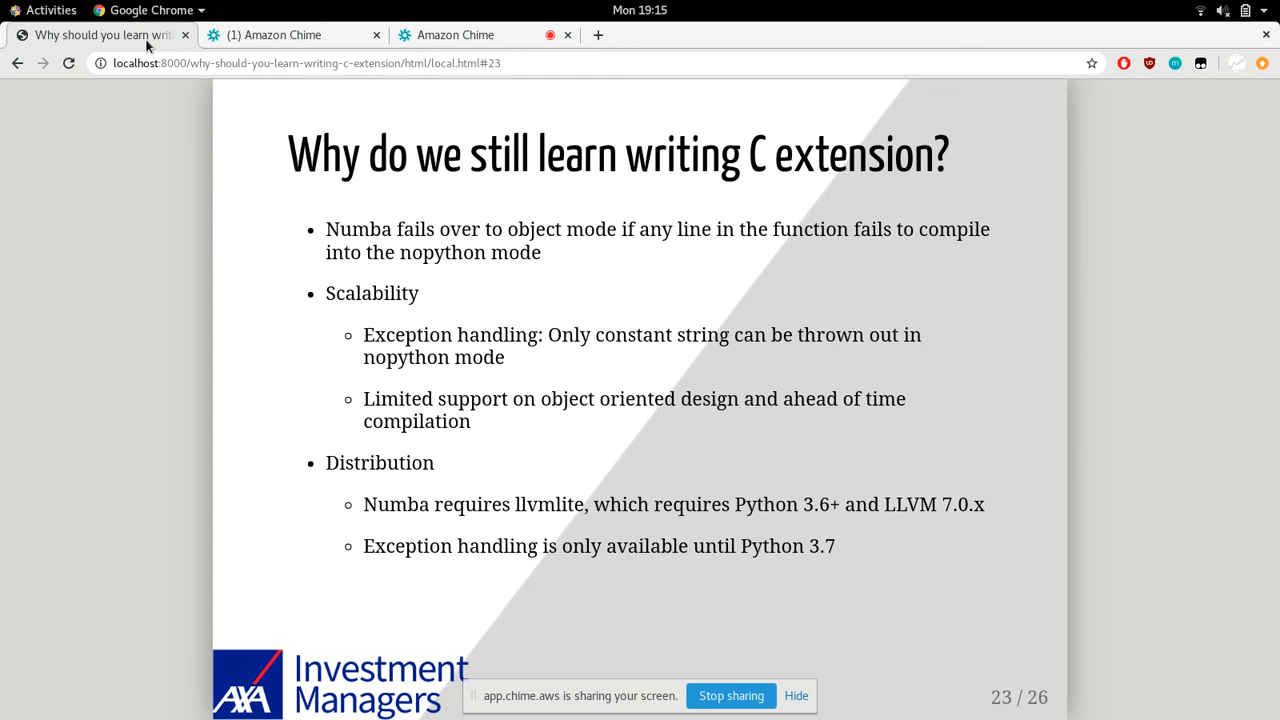 Activities
Google Chrome
Mon 19:15
Why should you learn writ
(1) Amazon Chime
Amazon Chime
localhost:8000/why-should-you-learn-writing-c-extension/html/local.html#23
Why do we still learn writing C extension?
• Numba fails over to object mode if any line in the function fails to compile
into the nopython mode
• Scalability
Exception handling: Only constant string can be thrown out in
nopython mode
Limited support on object oriented design and ahead of time
compilation
• Distribution
Numba requires llvmlite, which requires Python 3.6+ and LLVM 7.0.x
Exception handling is only available until Python 3.7
AXA
Investment
Managers
app.chime.aws is sharing your screen.
Stop sharing
Hide
23 / 26